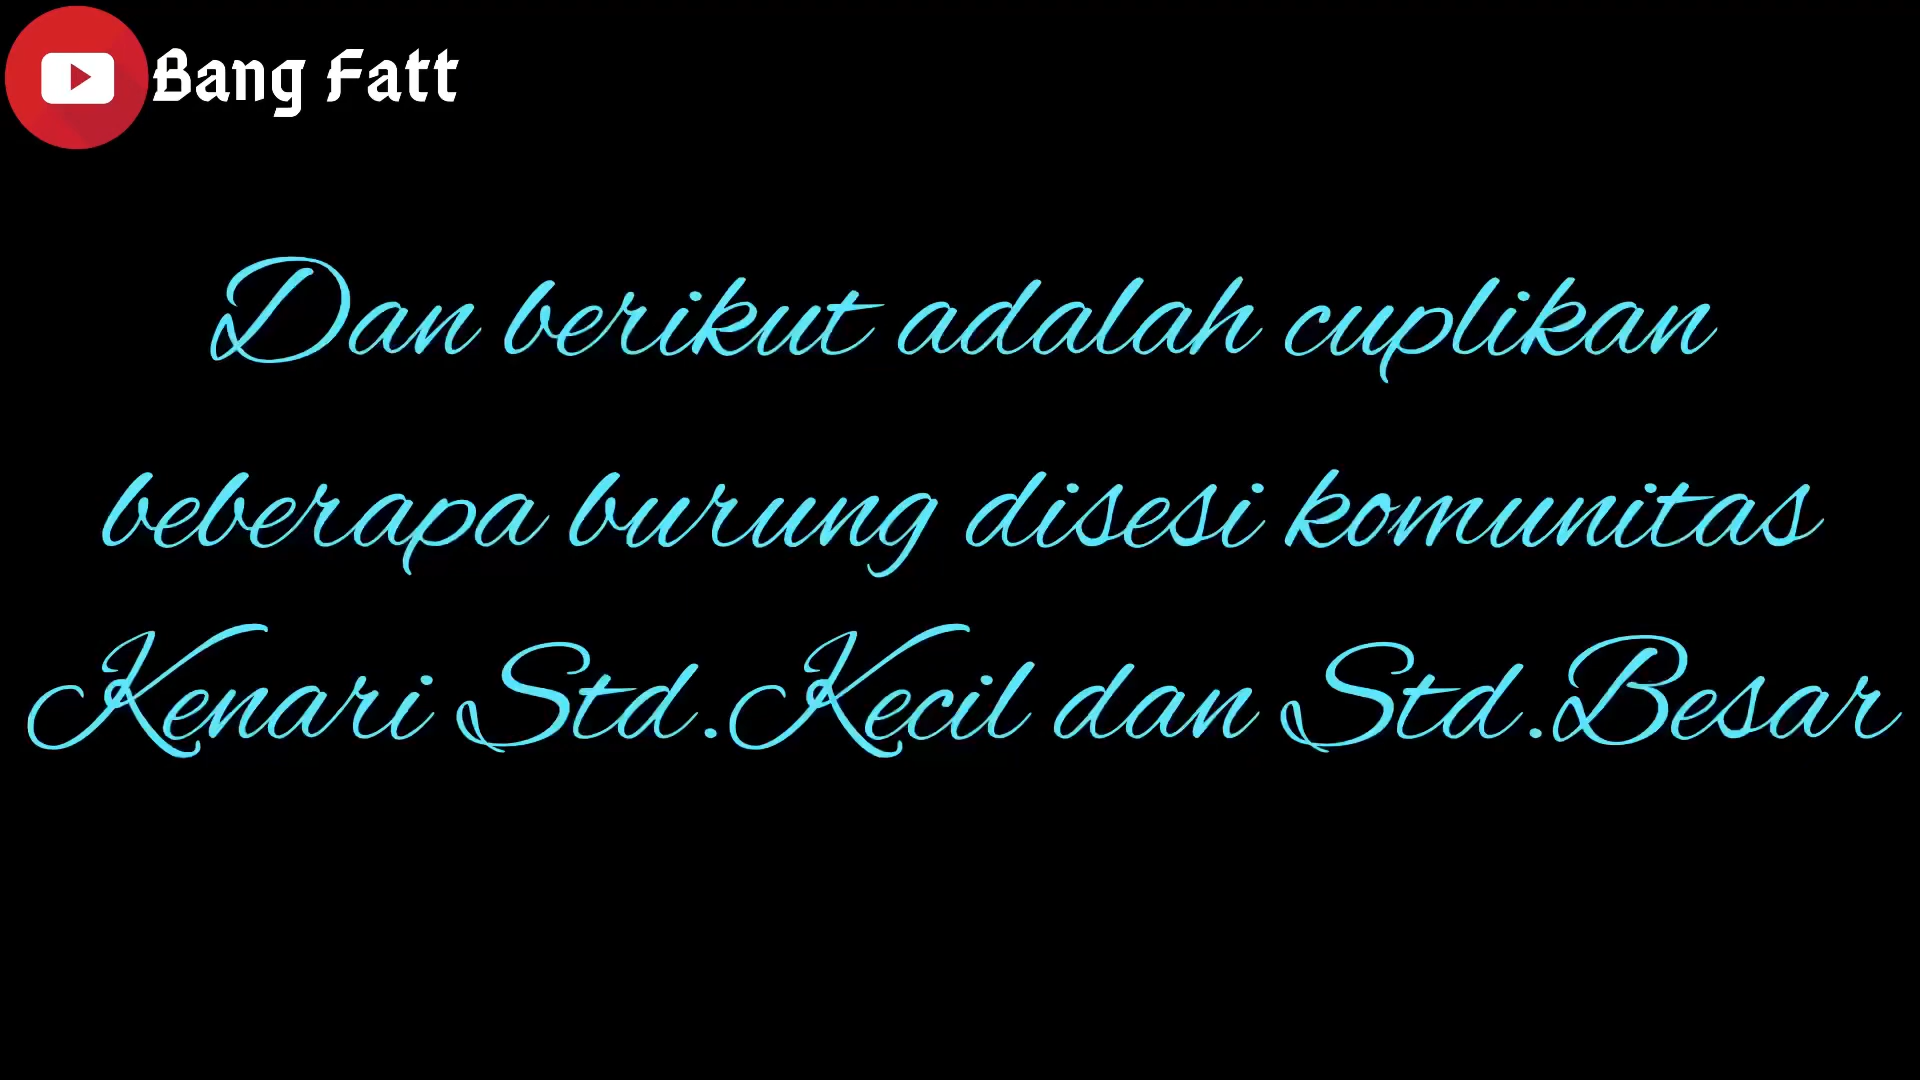 Bang Fatt
Dan berikut adalah cuplikan
beberapa burung disesi komunitas
Kenari Std.Kecil dan Std.Besar